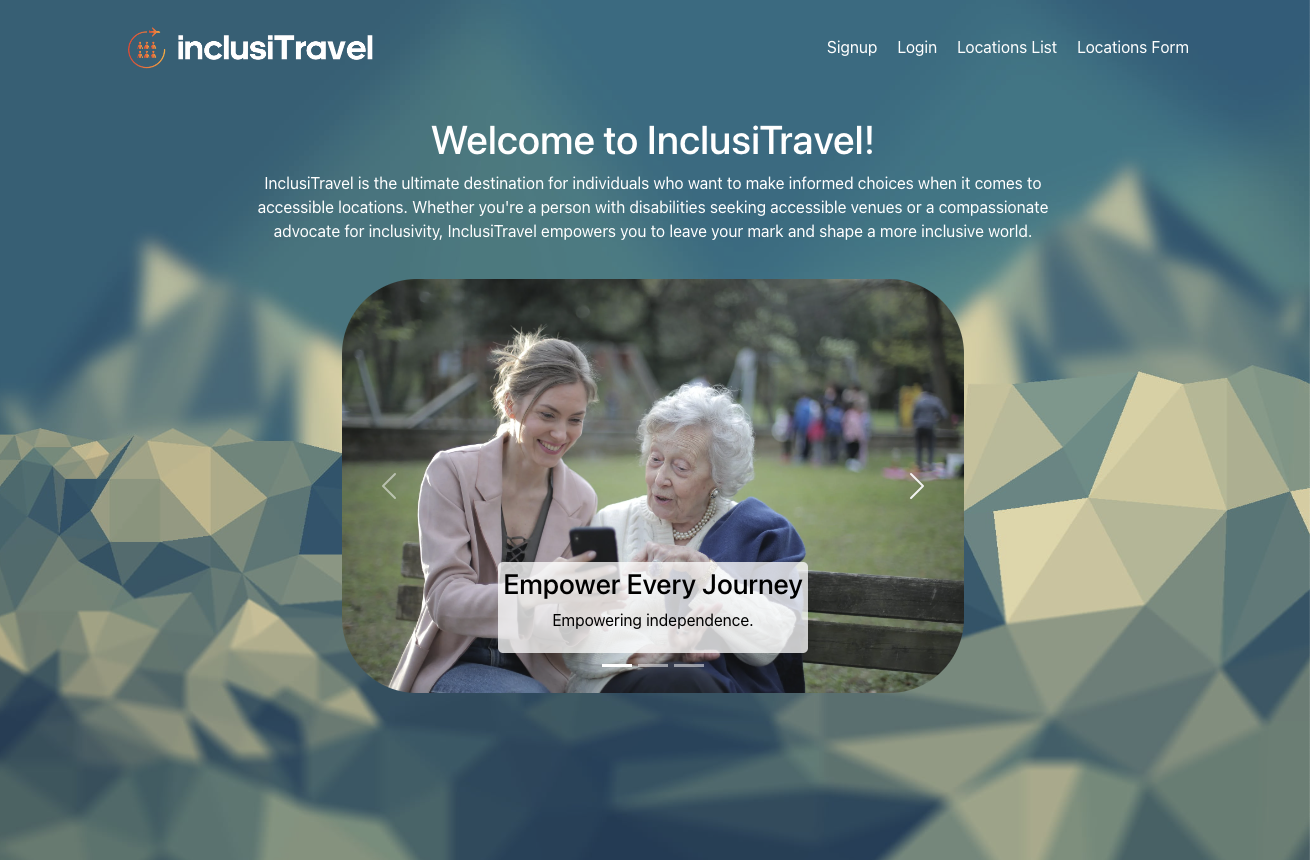 inclusiTravel
Signup Login Locations List Locations Form
Welcome to InclusiTravel!
InclusiTravel is the ultimate destination for individuals who want to make informed choices when it comes to
accessible locations. Whether you're a person with disabilities seeking accessible venues or a compassionate
advocate for inclusivity, InclusiTravel empowers you to leave your mark and shape a more inclusive world.
Empower Every Journey
Empowering independence.